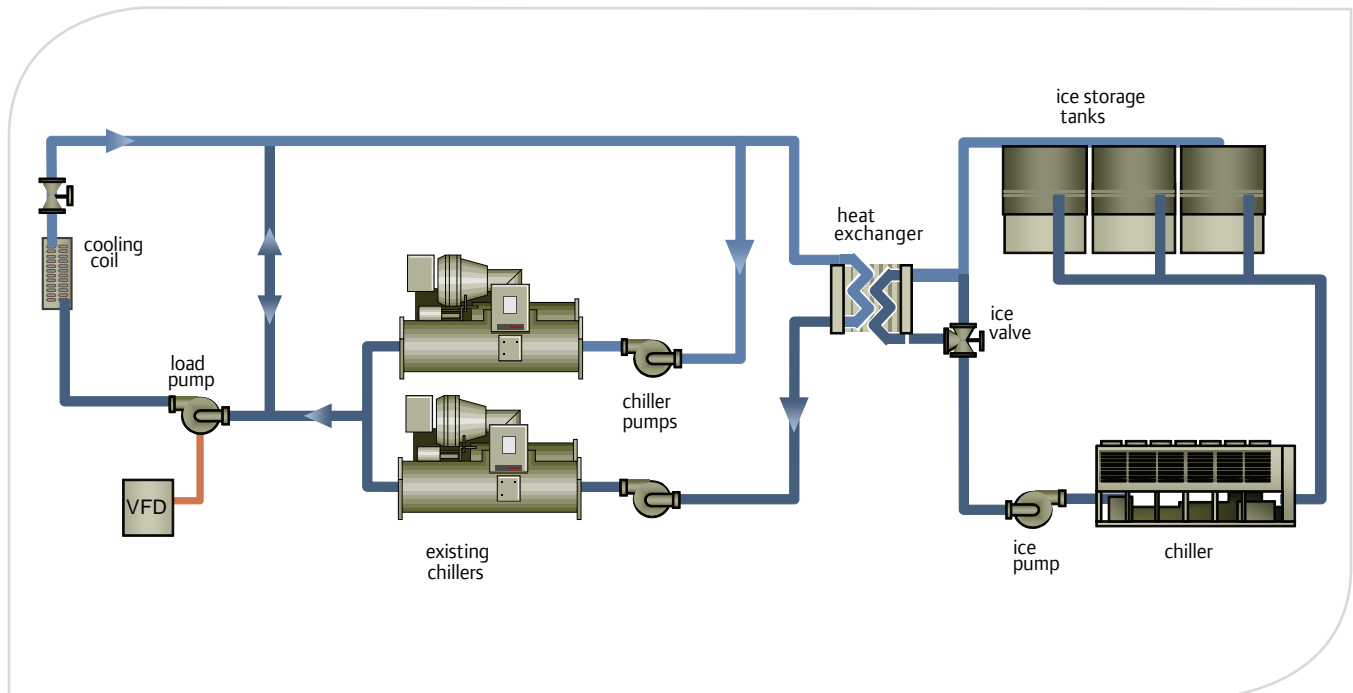 ice storage
tanks
cooling
coil
heat
exchanger
ice
valve
load
pump
chiller
pumps
VFD
existing
chillers
ice
pump
chiller